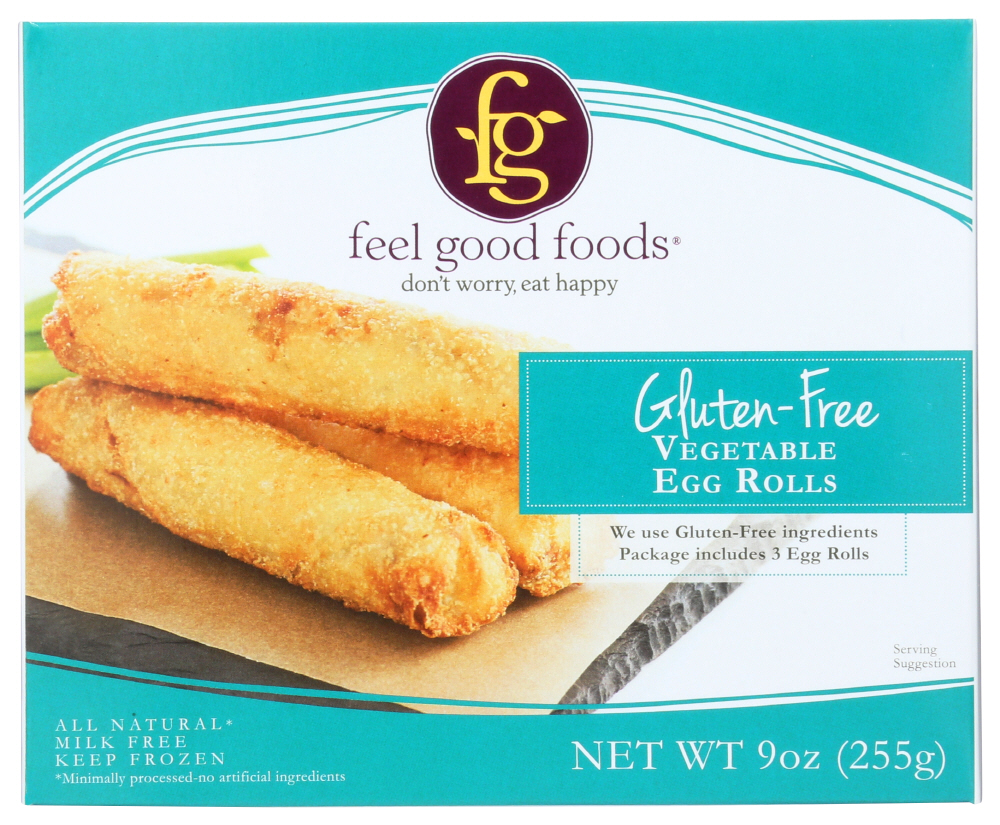 fg
feel good foods®
don't worry, eat happy
Gluten-Free
VEGETABLE
EGG ROLLS
We use Gluten-Free ingredients
Package includes 3 Egg Rolls
Serving
Suggestion
ALL NATURAL*
MILK FREE
KEEP FROZEN
*Minimally processed-no artificial ingredients
NET WT 9oz (255g)